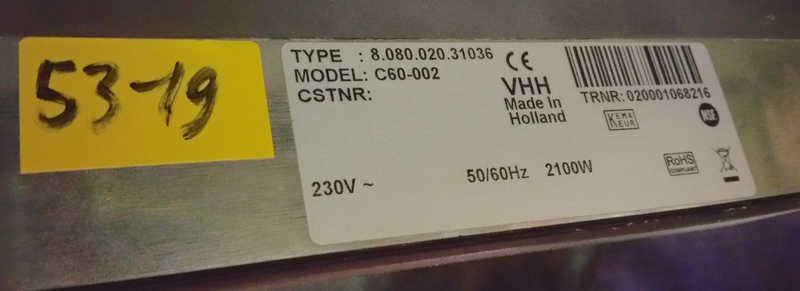 53-19
TYPE : 8.080.020.31036
MODEL: C60-002
CSTNR:
CE
VHH
Made In
Holland
TRNR: 020001068216
KEMA
EUR
NSF
230V ~
50/60Hz 2100W
RoHS
COMPLIANT